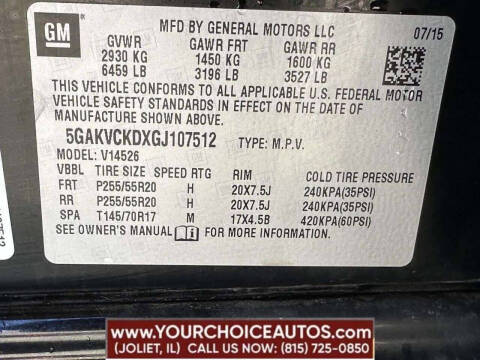 GM
MFD BY GENERAL MOTORS LLC
07/15
GVWR GAWR FRT GAWR RR
2930 KG 1450 KG 1600 KG
6459 LB 3196 LB 3527 LB
THIS VEHICLE CONFORMS TO ALL APPLICABLE U.S. FEDERAL MOTOR
VEHICLE SAFETY STANDARDS IN EFFECT ON THE DATE OF
MANUFACTURE SHOWN ABOVE.
5GAKVCKDXGJ107512 TYPE: M.P.V.
MODEL: V14526
VBBL TIRE SIZE SPEED RTG RIM COLD TIRE PRESSURE
FRT P255/55R20 H 20X7.5J 240KPA(35PSI)
RR P255/55R20 H 20X7.5J 240KPA(35PSI)
SPA T145/70R17 M 17X4.5B 420KPA(60PSI)
SEE OWNER'S MANUAL FOR MORE INFORMATION.
WWW.YOURCHOICEAUTOS.COM
(JOLIET, IL) CALL US NOW: (815) 725-0850